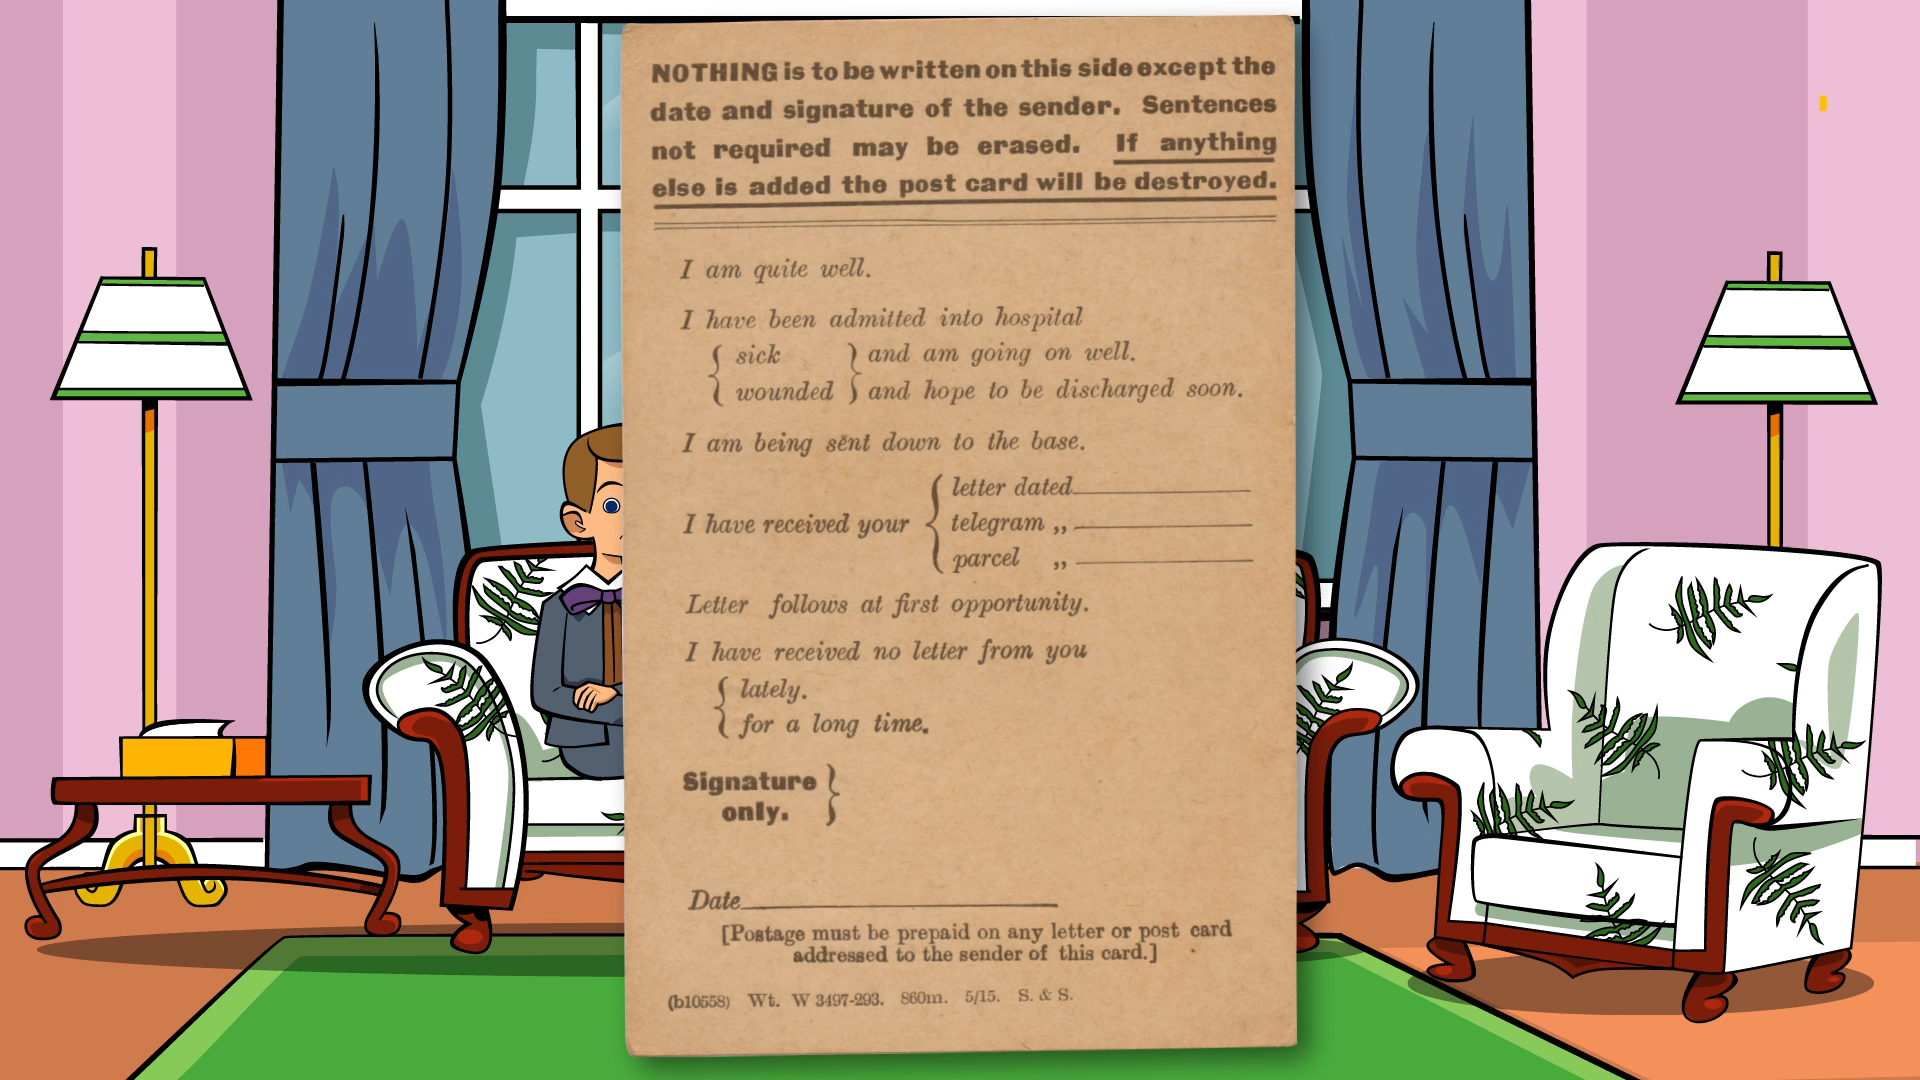 NOTHING is to be written on this side except the
date and signature of the sender. Sentences
not required may be erased. If anything
else is added the post card will be destroyed.
I am quite well.
I have been admitted into hospital
{ sick } and am going on well.
{ wounded } and hope to be discharged soon.
I am being sent down to the base.
letter dated
I have received your { telegram ,,
parcel ,,
Letter follows at first opportunity.
I have received no letter from you
{ lately.
for a long time.
Signature
only. }
Date
[Postage must be prepaid on any letter or post card
addressed to the sender of this card.]
(b10558) Wt. W 3497-293. 860m. 5/15. S. & S.